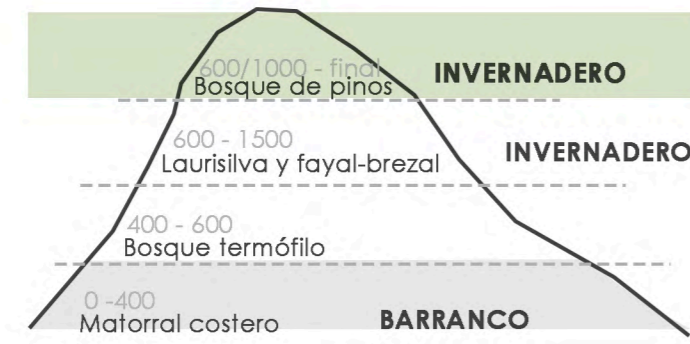 600/1000 - final
Bosque de pinos
INVERNADERO
600 - 1500
Laurisilva y fayal-brezal
INVERNADERO
400 - 600
Bosque termófilo
0 -400
Matorral costero
BARRANCO